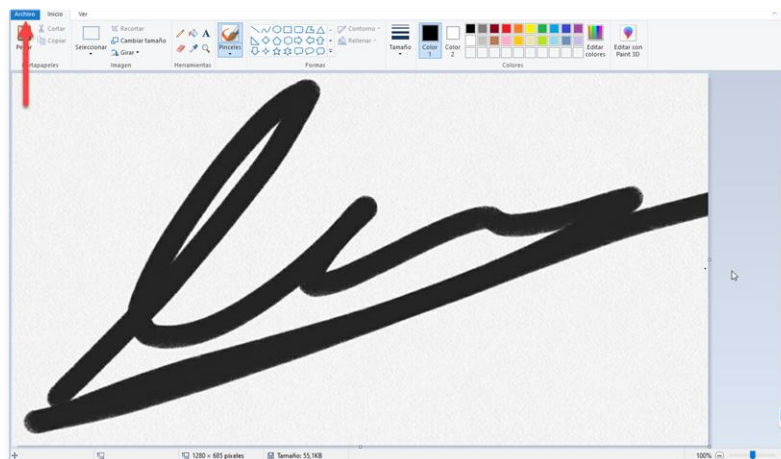 Archivo Inicio Ver
Cortar
Copiar
Pegar
Portapapeles
Seleccionar
Recortar
Cambiar tamaño
Girar
Imagen
A
Herramientas
Pinceles
Contorno
Rellenar
Formas
Tamaño
Color 1
Color 2
Editar colores
Colores
Editar con Paint 3D
1280 × 685 píxeles
Tamaño: 55,1KB
100%